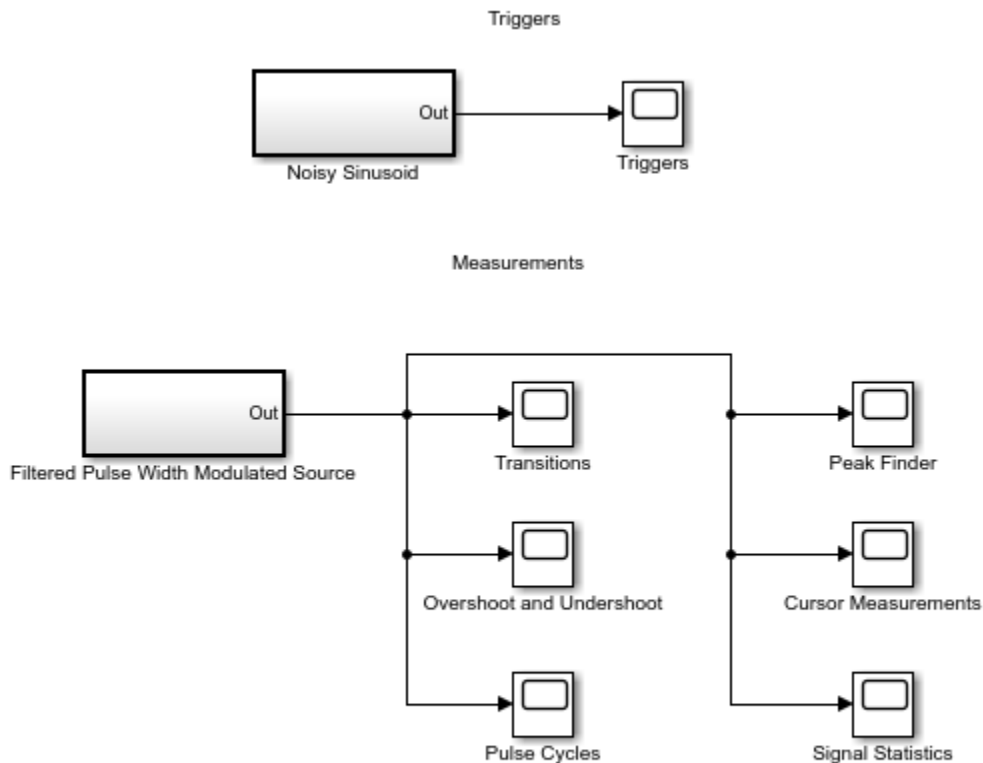 Triggers
Out
Noisy Sinusoid
Triggers
Measurements
Out
Filtered Pulse Width Modulated Source
Transitions
Peak Finder
Overshoot and Undershoot
Cursor Measurements
Pulse Cycles
Signal Statistics